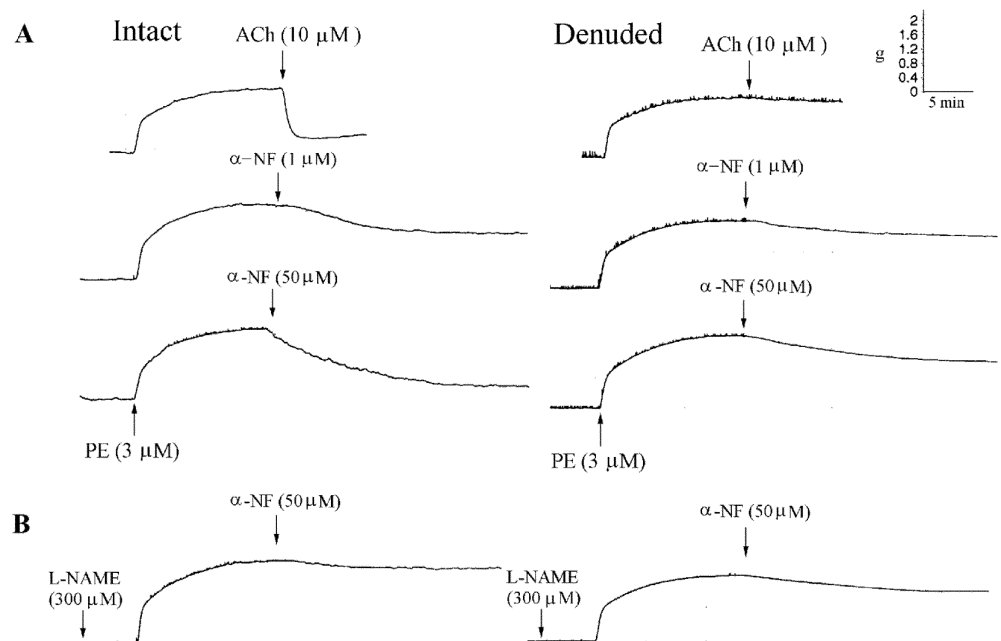 A
Intact
ACh (10 μM )
α−NF (1 μM)
α-NF (50μM)
PE (3 μM)
Denuded
ACh (10 μM )
α−NF (1 μM)
α-NF (50μM)
PE (3 μM)
g
2
1.6
1.2
0.8
0.4
0
5 min
B
α-NF (50μM)
L-NAME
(300 μM)
α-NF (50μM)
L-NAME
(300 μM)